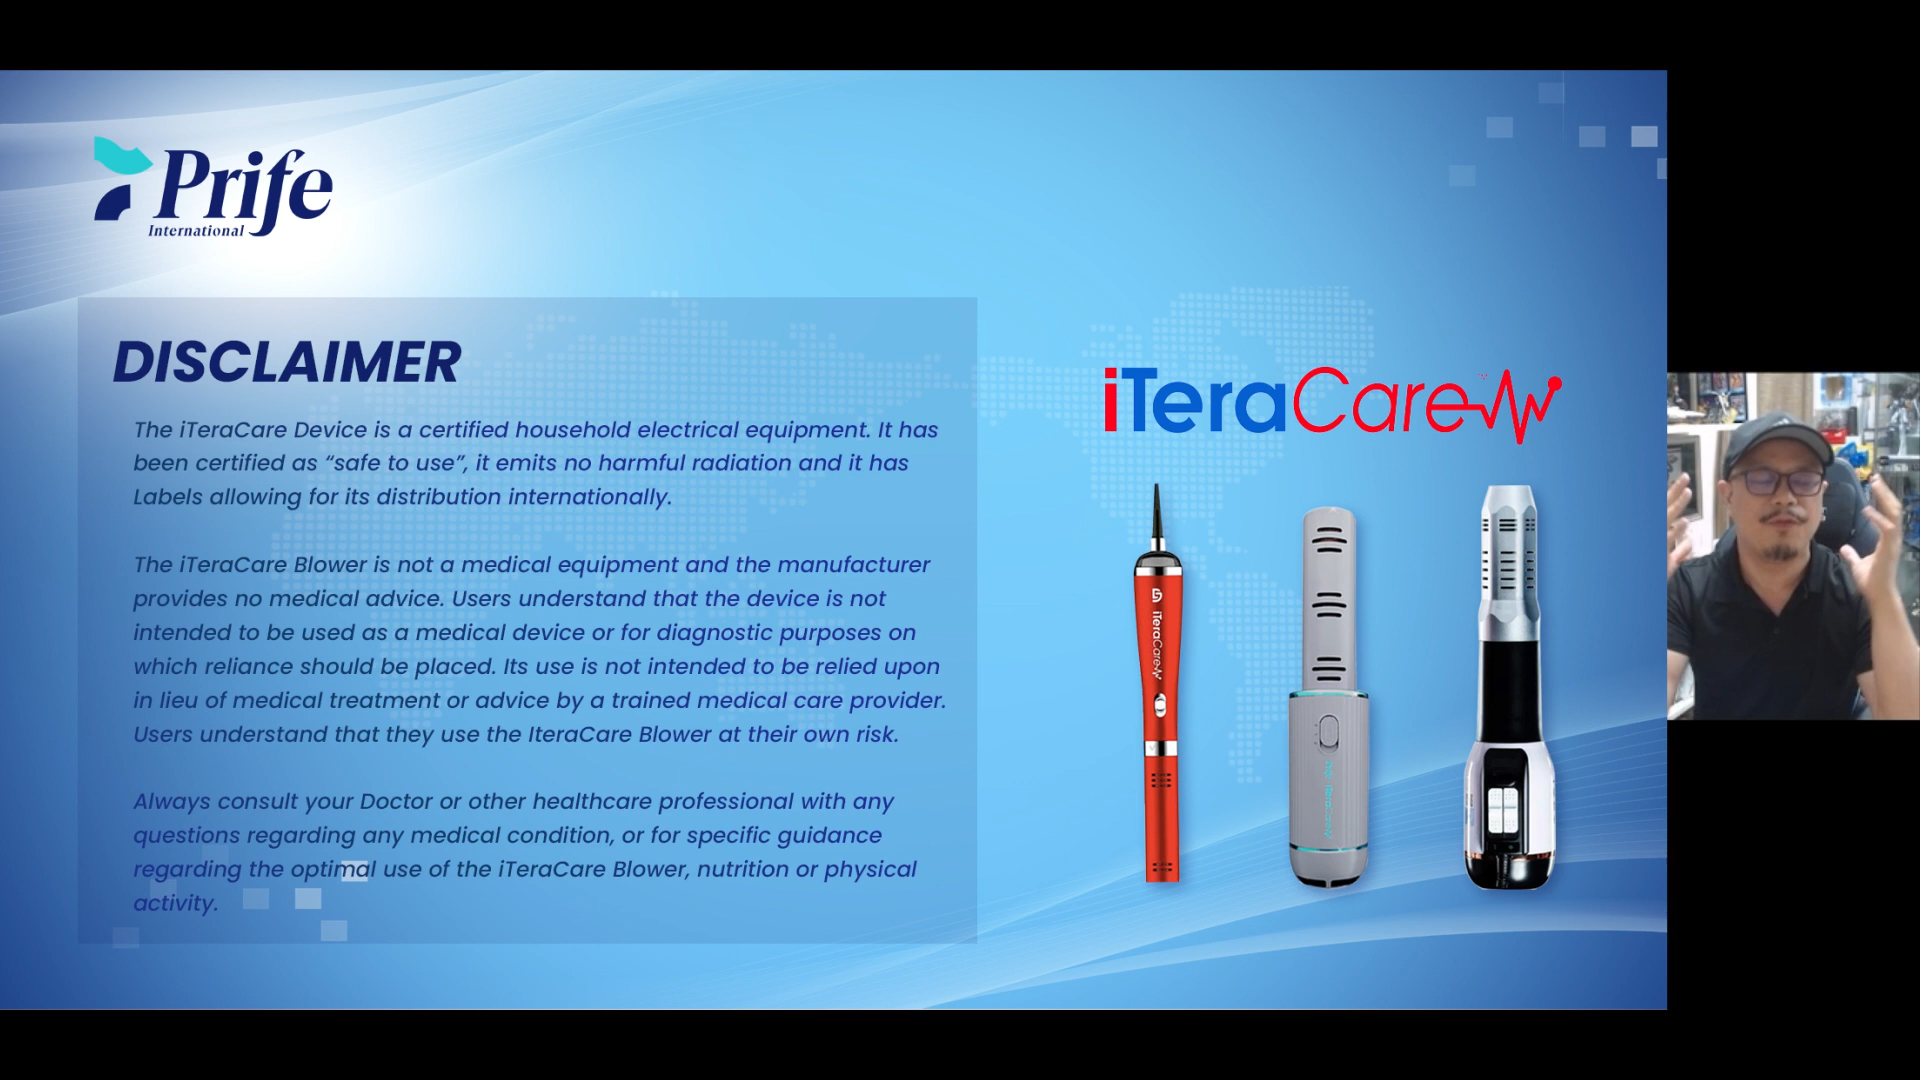 Prife
International
DISCLAIMER
The iTeraCare Device is a certified household electrical equipment. It has
been certified as “safe to use”, it emits no harmful radiation and it has
Labels allowing for its distribution internationally.
The iTeraCare Blower is not a medical equipment and the manufacturer
provides no medical advice. Users understand that the device is not
intended to be used as a medical device or for diagnostic purposes on
which reliance should be placed. Its use is not intended to be relied upon
in lieu of medical treatment or advice by a trained medical care provider.
Users understand that they use the IteraCare Blower at their own risk.
Always consult your Doctor or other healthcare professional with any
questions regarding any medical condition, or for specific guidance
regarding the optimal use of the iTeraCare Blower, nutrition or physical
activity.
iTeraCare
iTeraCare
iTeraCare